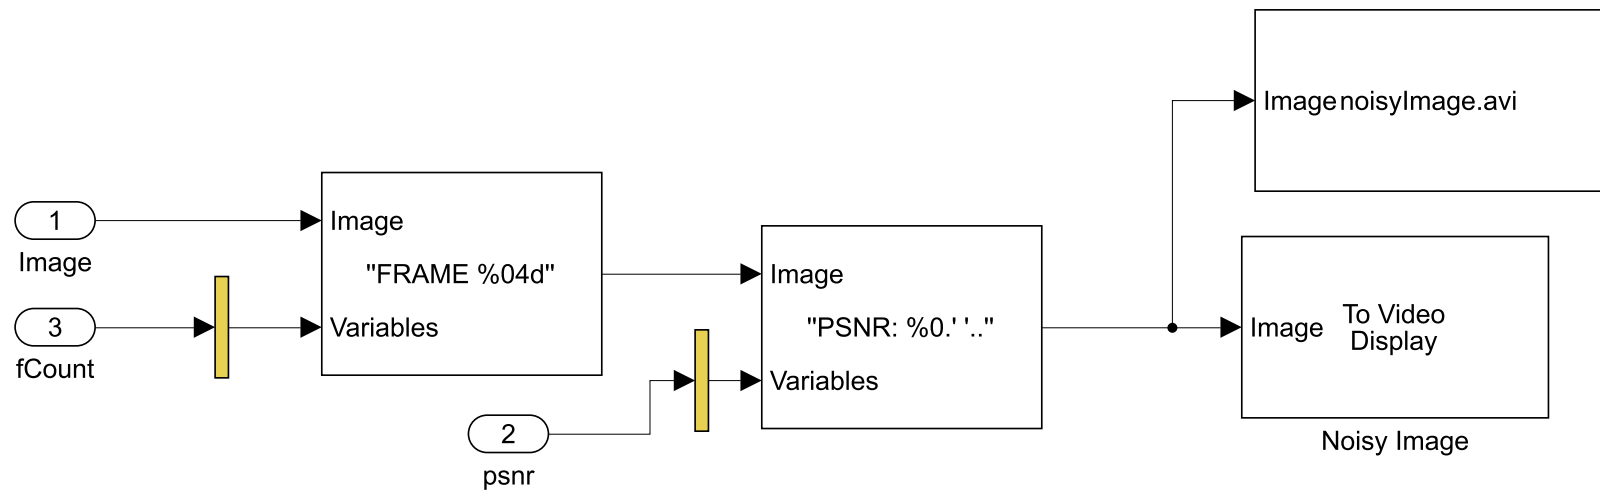 Image noisyImage.avi
1
Image
Image
"FRAME %04d"
3
Variables
fCount
Image
"PSNR: %0.' '.."
Variables
2
psnr
Image
To Video
Display
Noisy Image